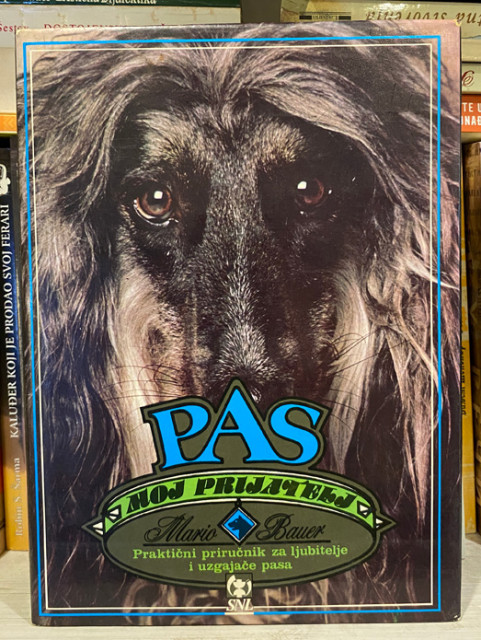 PAS
MOJ PRIJATELJ
Mario Bauer
Praktični priručnik za ljubitelje
i uzgajače pasa
SNL
KALUĐER KOJI JE PRODAO SVOJ FERARI
Robin S. Šarma